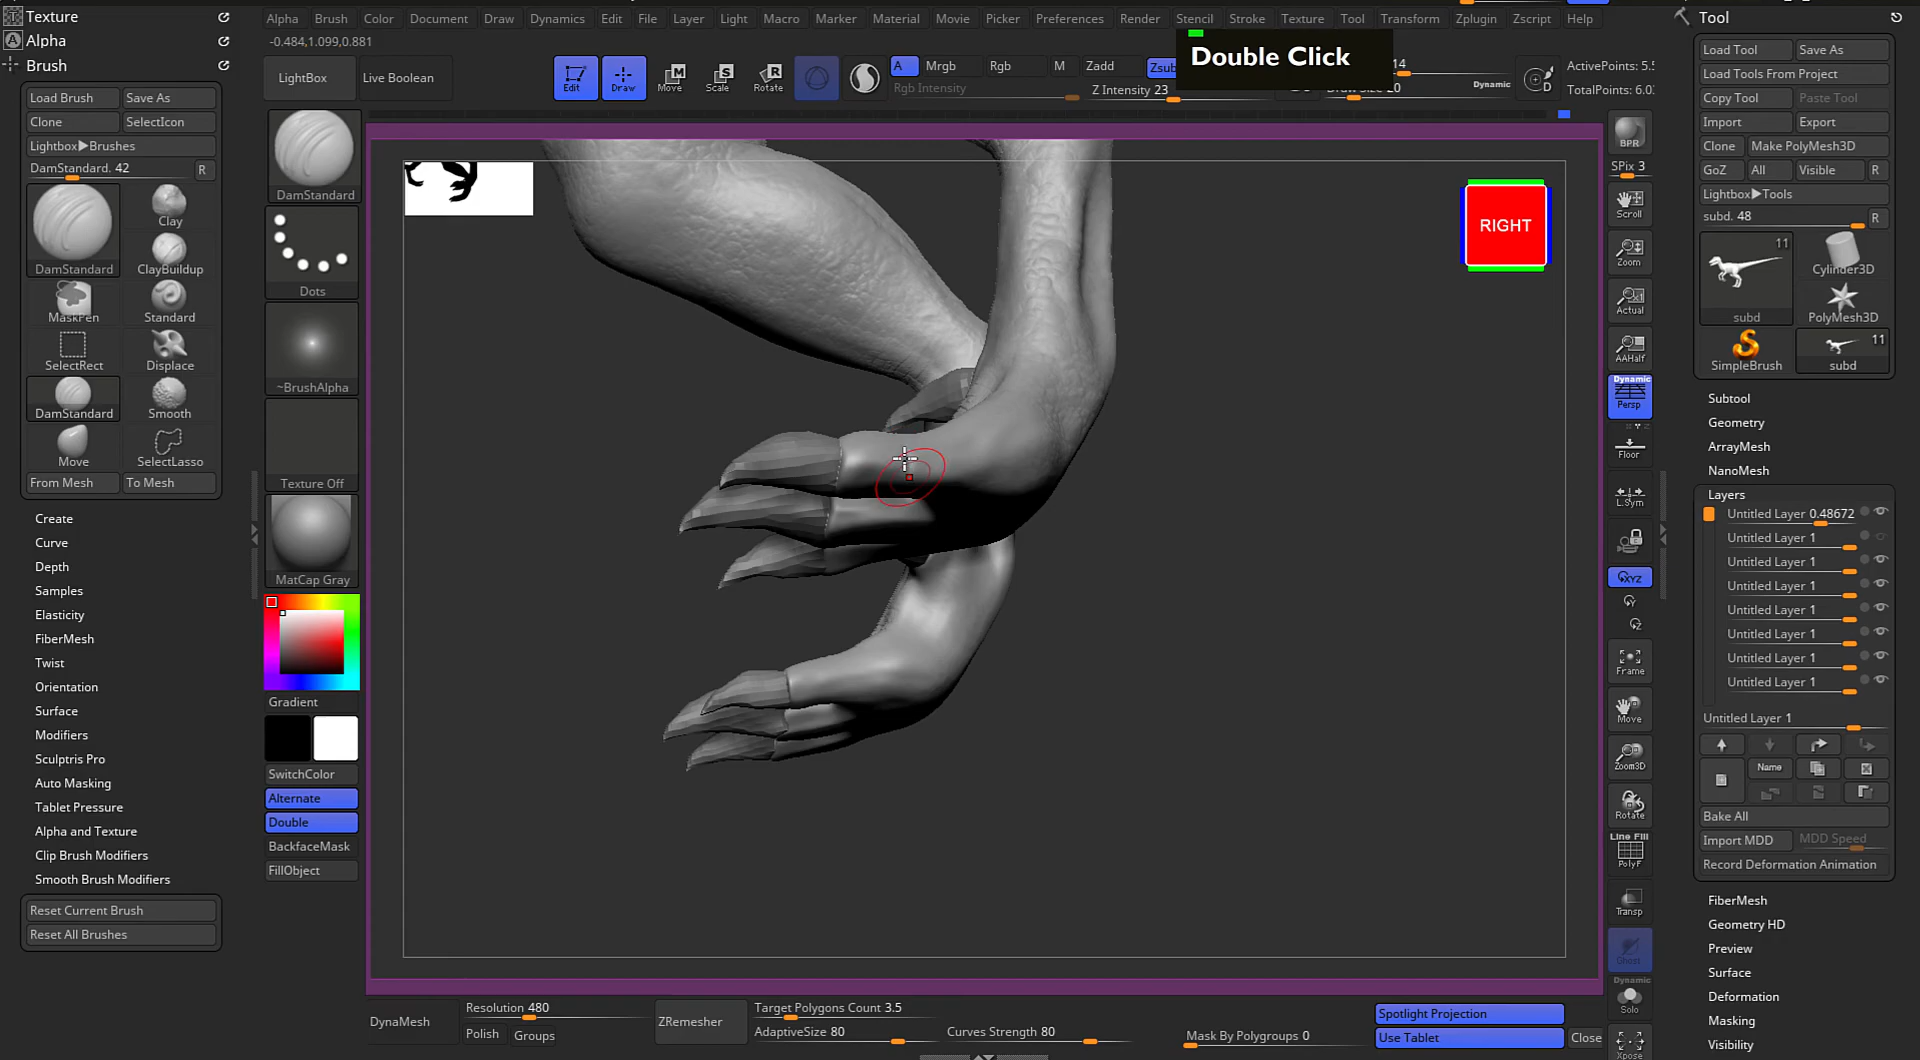 Texture
Alpha
Brush
Load Brush Save As
Clone SelectIcon
Lightbox▶Brushes
DamStandard. 42 R
DamStandard
Clay
ClayBuildup
MaskPen Standard
SelectRect Displace
DamStandard Smooth
Move SelectLasso
From Mesh To Mesh
Create
Curve
Depth
Samples
Elasticity
FiberMesh
Twist
Orientation
Surface
Modifiers
Sculptris Pro
Auto Masking
Tablet Pressure
Alpha and Texture
Clip Brush Modifiers
Smooth Brush Modifiers
Reset Current Brush
Reset All Brushes
Alpha Brush Color Document Draw Dynamics Edit File Layer Light Macro Marker Material Movie Picker Preferences Render Stencil Stroke Texture Tool Transform Zplugin Zscript Help
-0.484,1.099,0.881
LightBox Live Boolean
Edit Draw Move Scale Rotate
A Mrgb Rgb M Zadd Zsub
Rgb Intensity Z Intensity 23
Double Click
14
Draw Size 20 Dynamic
ActivePoints: 5.5
TotalPoints: 6.0
DamStandard
Dots
~BrushAlpha
Texture Off
MatCap Gray
Gradient
SwitchColor
Alternate
Double
BackfaceMask
FillObject
RIGHT
BPR
SPix 3
Scroll
Zoom
Actual
AAHalf
Dynamic
Persp
Floor
L.Sym
XYZ
Y
Z
Frame
Move
Zoom3D
Rotate
Line Fill
PolyF
Transp
Ghost
Dynamic
Solo
Xpose
DynaMesh Resolution 480
Polish Groups
ZRemesher Target Polygons Count 3.5
AdaptiveSize 80 Curves Strength 80
Mask By Polygroups 0
Spotlight Projection
Use Tablet Close
Tool
Load Tool Save As
Load Tools From Project
Copy Tool Paste Tool
Import Export
Clone Make PolyMesh3D
GoZ All Visible R
Lightbox▶Tools
subd. 48 R
11
subd
Cylinder3D
PolyMesh3D
SimpleBrush
11
subd
Subtool
Geometry
ArrayMesh
NanoMesh
Layers
Untitled Layer 0.48672
Untitled Layer 1
Untitled Layer 1
Untitled Layer 1
Untitled Layer 1
Untitled Layer 1
Untitled Layer 1
Untitled Layer 1
Untitled Layer 1
Name
Bake All
Import MDD MDD Speed
Record Deformation Animation
FiberMesh
Geometry HD
Preview
Surface
Deformation
Masking
Visibility